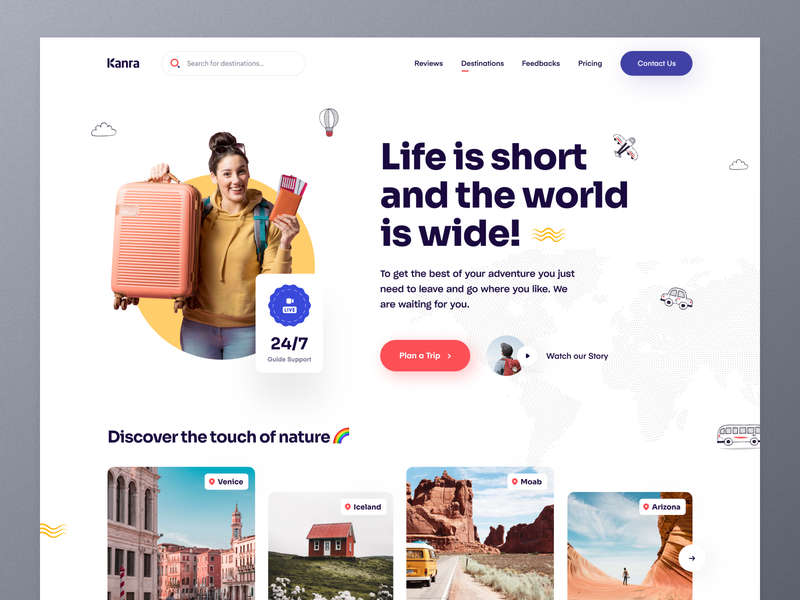 Kanra
Search for destinations...
Reviews
Destinations
Feedbacks
Pricing
Contact Us
Life is short
and the world
is wide!
To get the best of your adventure you just
need to leave and go where you like. We
are waiting for you.
LIVE
24/7
Guide Support
Plan a Trip
Watch our Story
Discover the touch of nature
Venice
Iceland
Moab
Arizona